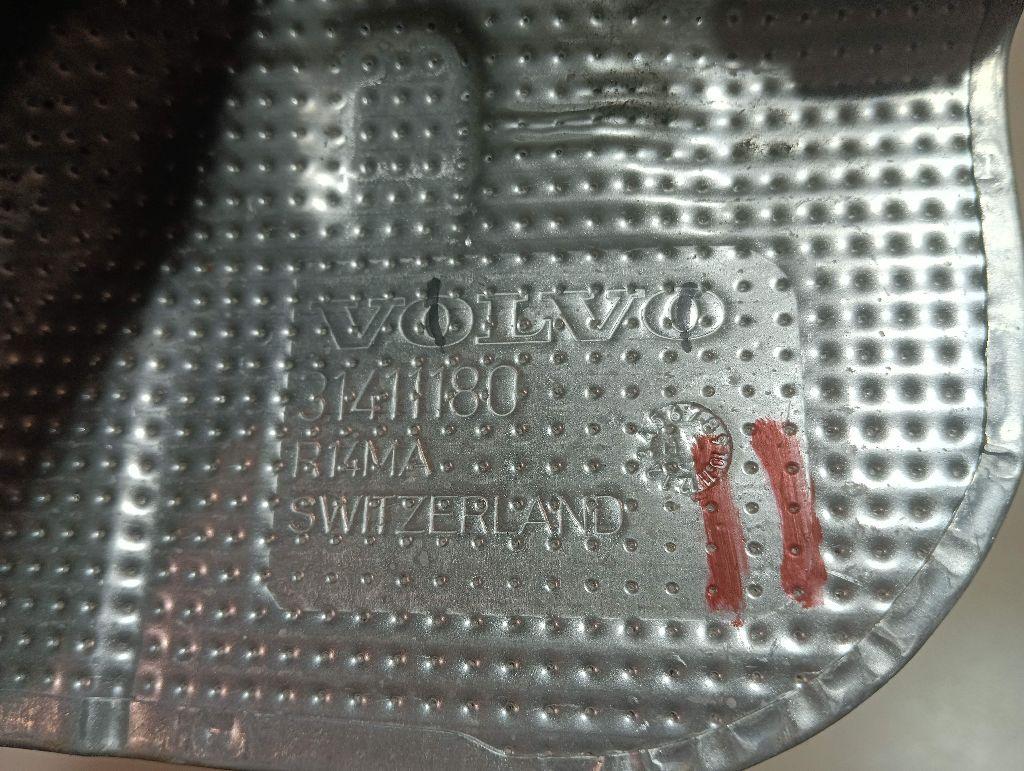 VOLVO
31411180
R14MA
SWITZERLAND